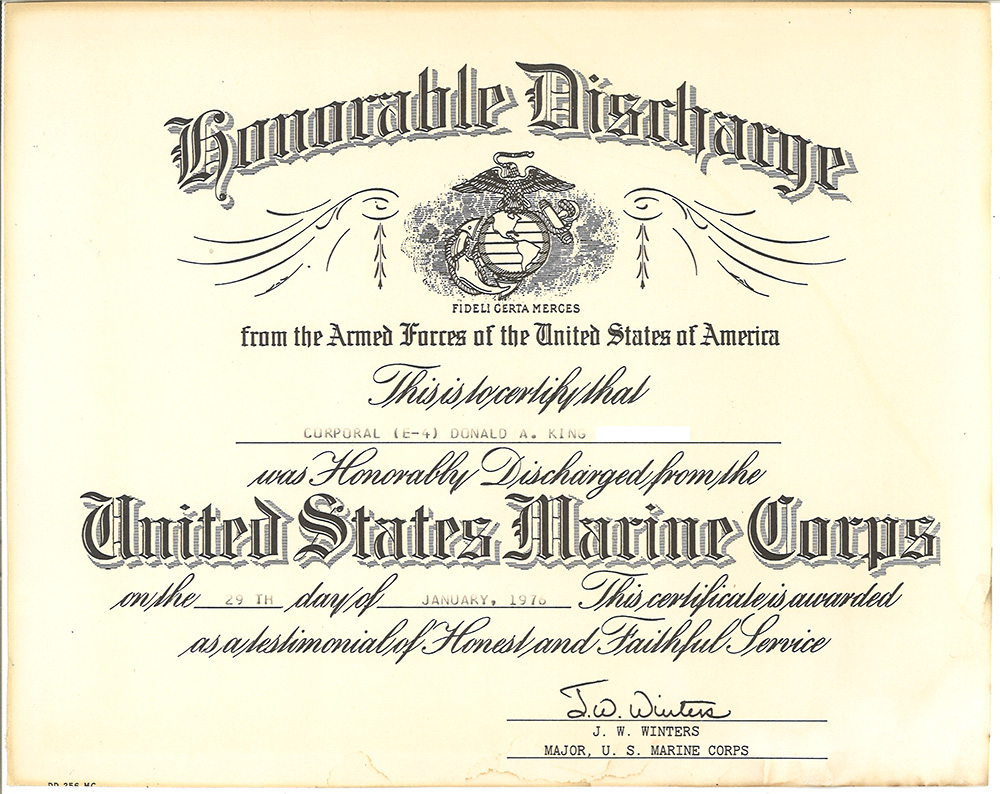 Honorable Discharge
FIDELI CERTA MERCES
from the Armed Forces of the United States of America
This is to certify that
CORPORAL (E-4) DONALD A. KING
was Honorably Discharged from the
United States Marine Corps
on the 29 TH day of JANUARY, 1976 This certificate is awarded
as a testimonial of Honest and Faithful Service
J.W. Winters
J. W. WINTERS
MAJOR, U. S. MARINE CORPS
DD 256 MC